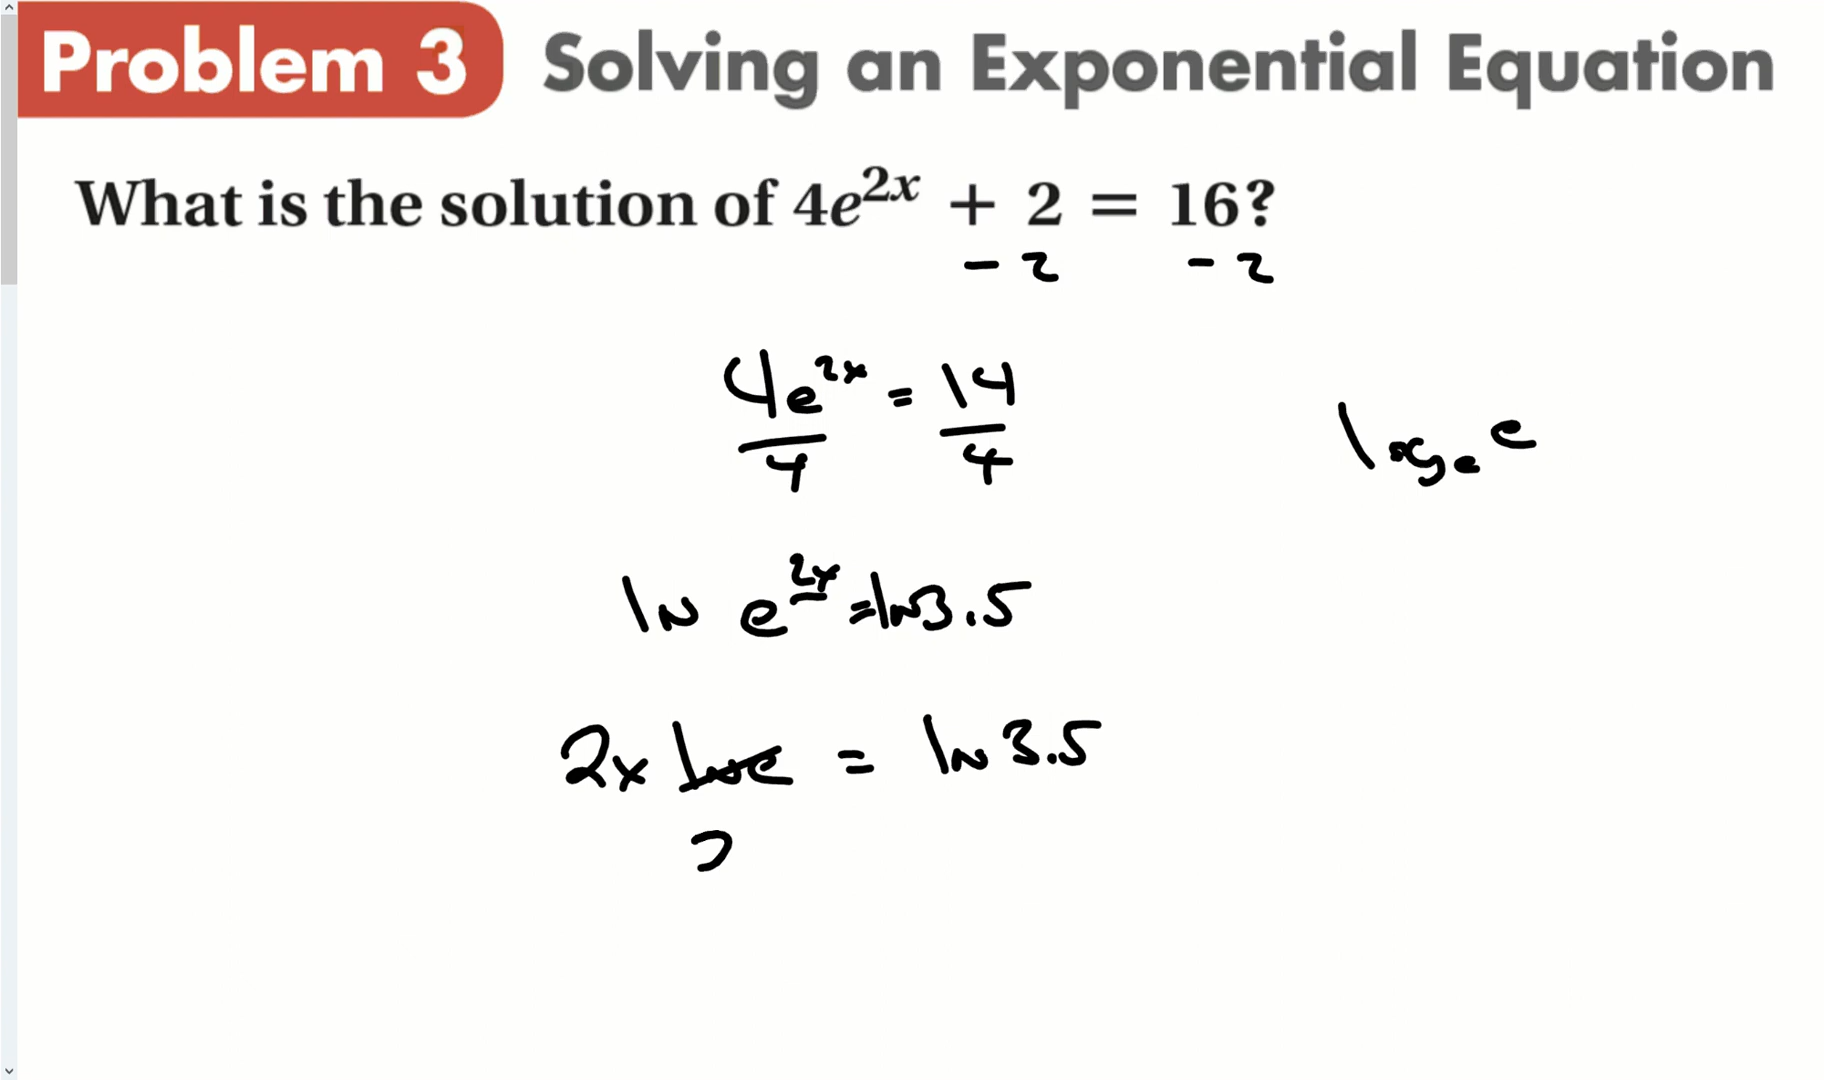 Problem 3 Solving an Exponential Equation
What is the solution of 4e^{2x} + 2 = 16?
- 2 - 2
4e^{2x} = 14
4 4
log_e e
ln e^{2x} = ln 3.5
2x ln e = ln 3.5
2